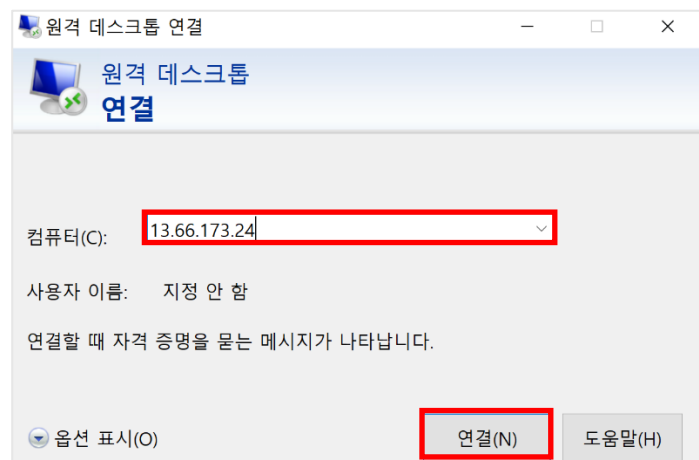 원격 데스크톱 연결
원격 데스크톱
연결
컴퓨터(C): 13.66.173.24
사용자 이름: 지정 안 함
연결할 때 자격 증명을 묻는 메시지가 나타납니다.
옵션 표시(O) 연결(N) 도움말(H)